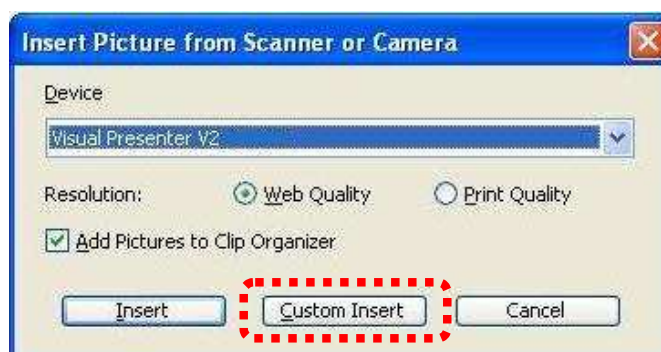 Insert Picture from Scanner or Camera
Device
Visual Presenter V2
Resolution: Web Quality Print Quality
Add Pictures to Clip Organizer
Insert Custom Insert Cancel